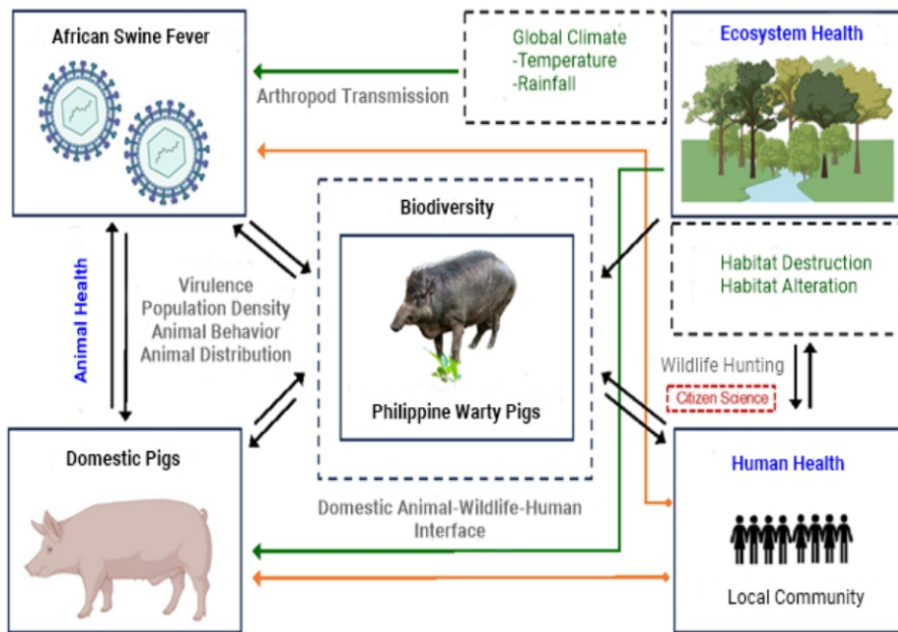 African Swine Fever
Global Climate
-Temperature
-Rainfall
Ecosystem Health
Arthropod Transmission
Biodiversity
Animal Health
Virulence
Population Density
Animal Behavior
Animal Distribution
Habitat Destruction
Habitat Alteration
Wildlife Hunting
Citizen Science
Philippine Warty Pigs
Domestic Pigs
Human Health
Domestic Animal-Wildlife-Human
Interface
Local Community